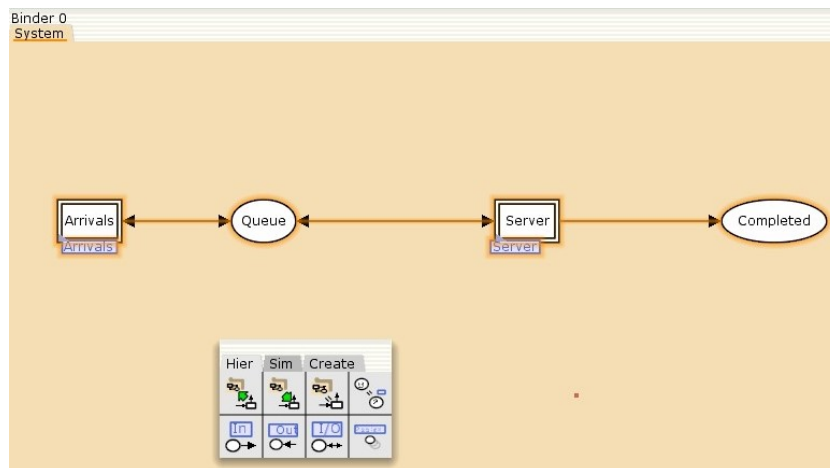 Binder 0
System
Arrivals
Queue
Server
Completed
Arrivals
Server
Hier Sim Create
In Out I/O